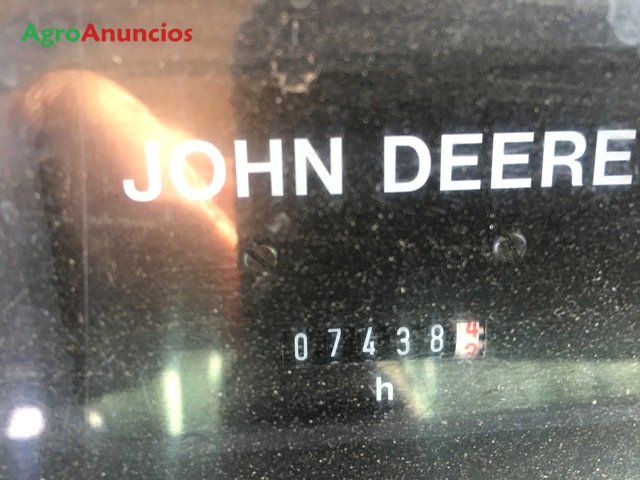 AgroAnuncios
JOHN DEERE
07438
h